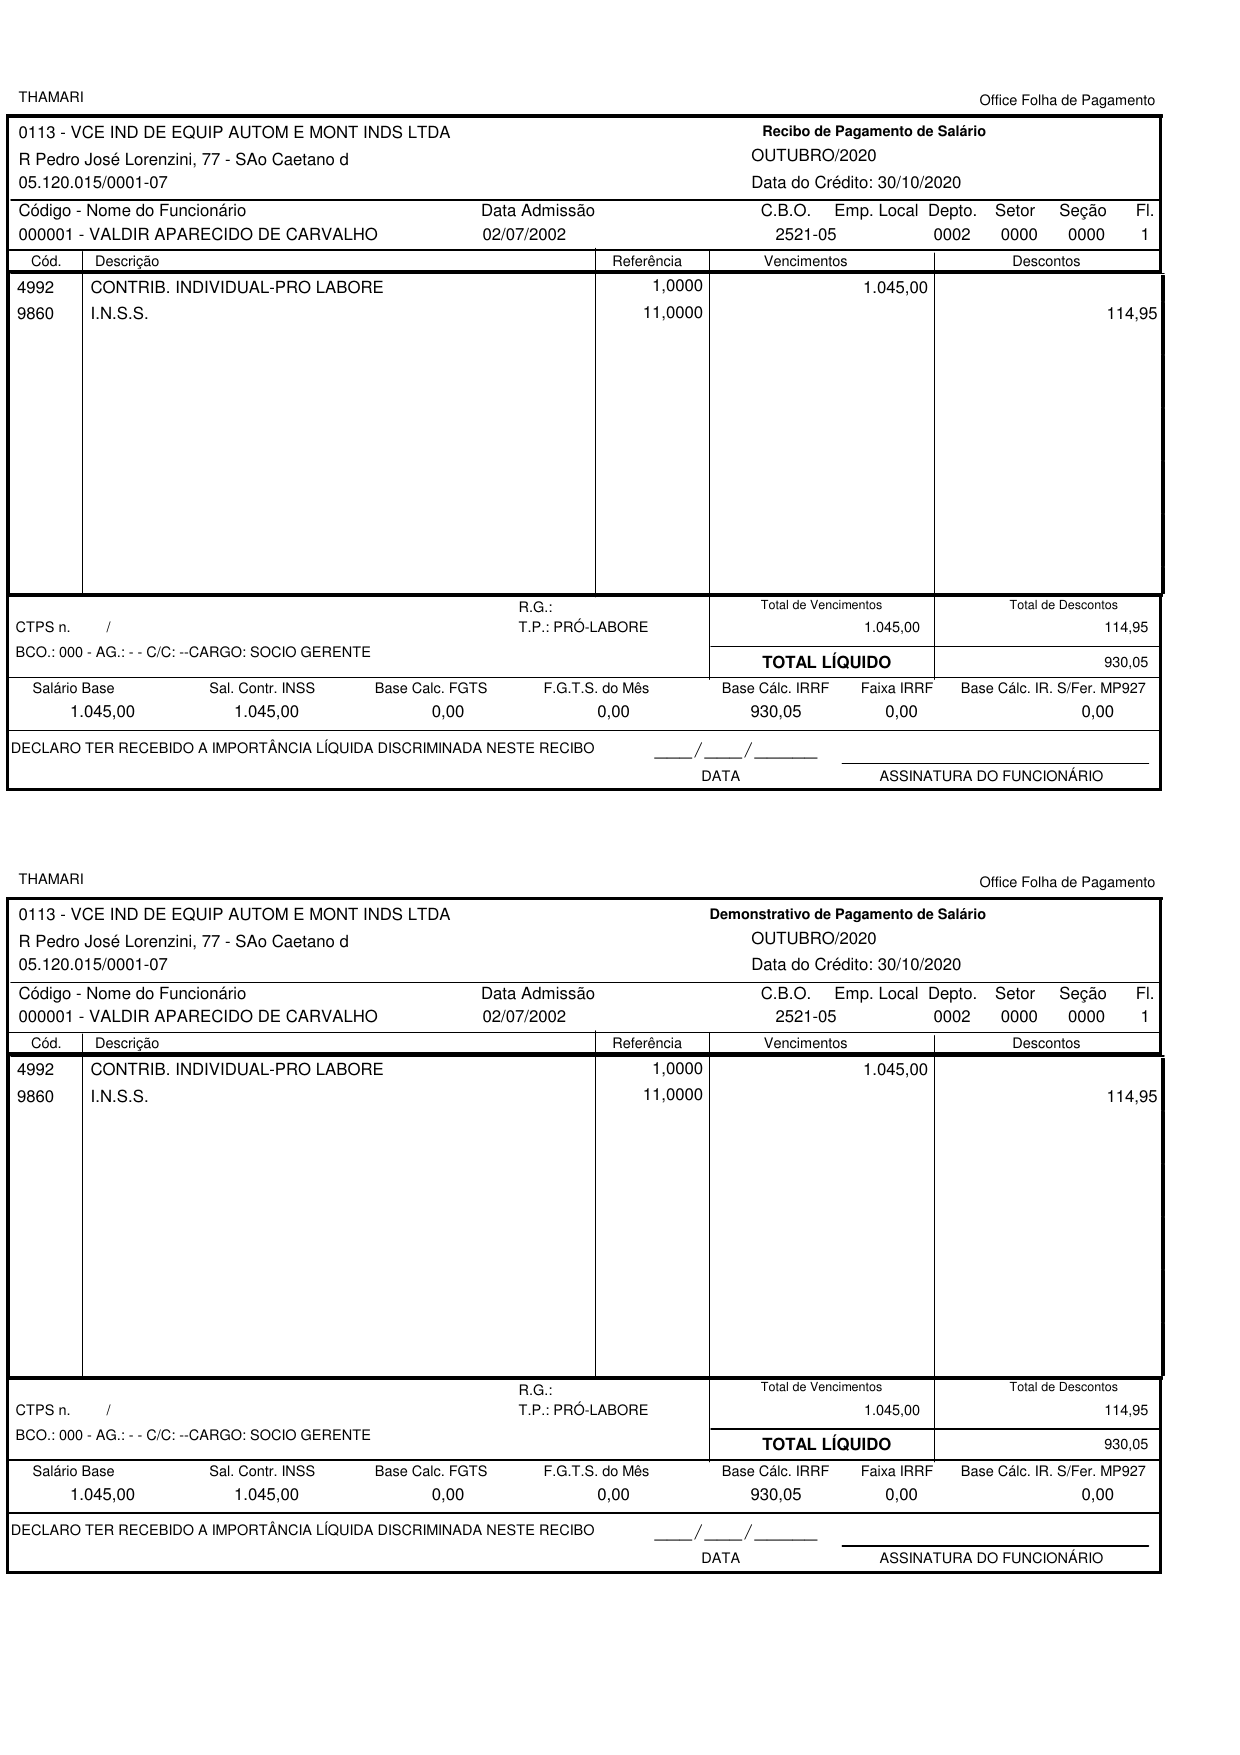 THAMARI Office Folha de Pagamento
0113 - VCE IND DE EQUIP AUTOM E MONT INDS LTDA Recibo de Pagamento de Salário
R Pedro José Lorenzini, 77 - SAo Caetano d OUTUBRO/2020
05.120.015/0001-07 Data do Crédito: 30/10/2020
Código - Nome do Funcionário Data Admissão C.B.O. Emp. Local Depto. Setor Seção Fl.
000001 - VALDIR APARECIDO DE CARVALHO 02/07/2002 2521-05 0002 0000 0000 1
Cód. Descrição Referência Vencimentos Descontos
4992 CONTRIB. INDIVIDUAL-PRO LABORE 1,0000 1.045,00
9860 I.N.S.S. 11,0000 114,95
R.G.: Total de Vencimentos Total de Descontos
CTPS n. / T.P.: PRÓ-LABORE 1.045,00 114,95
BCO.: 000 - AG.: - - C/C: --CARGO: SOCIO GERENTE
TOTAL LÍQUIDO 930,05
Salário Base Sal. Contr. INSS Base Calc. FGTS F.G.T.S. do Mês Base Cálc. IRRF Faixa IRRF Base Cálc. IR. S/Fer. MP927
1.045,00 1.045,00 0,00 0,00 930,05 0,00 0,00
DECLARO TER RECEBIDO A IMPORTÂNCIA LÍQUIDA DISCRIMINADA NESTE RECIBO ____/____/______
DATA ASSINATURA DO FUNCIONÁRIO
THAMARI Office Folha de Pagamento
0113 - VCE IND DE EQUIP AUTOM E MONT INDS LTDA Demonstrativo de Pagamento de Salário
R Pedro José Lorenzini, 77 - SAo Caetano d OUTUBRO/2020
05.120.015/0001-07 Data do Crédito: 30/10/2020
Código - Nome do Funcionário Data Admissão C.B.O. Emp. Local Depto. Setor Seção Fl.
000001 - VALDIR APARECIDO DE CARVALHO 02/07/2002 2521-05 0002 0000 0000 1
Cód. Descrição Referência Vencimentos Descontos
4992 CONTRIB. INDIVIDUAL-PRO LABORE 1,0000 1.045,00
9860 I.N.S.S. 11,0000 114,95
R.G.: Total de Vencimentos Total de Descontos
CTPS n. / T.P.: PRÓ-LABORE 1.045,00 114,95
BCO.: 000 - AG.: - - C/C: --CARGO: SOCIO GERENTE
TOTAL LÍQUIDO 930,05
Salário Base Sal. Contr. INSS Base Calc. FGTS F.G.T.S. do Mês Base Cálc. IRRF Faixa IRRF Base Cálc. IR. S/Fer. MP927
1.045,00 1.045,00 0,00 0,00 930,05 0,00 0,00
DECLARO TER RECEBIDO A IMPORTÂNCIA LÍQUIDA DISCRIMINADA NESTE RECIBO ____/____/______
DATA ASSINATURA DO FUNCIONÁRIO